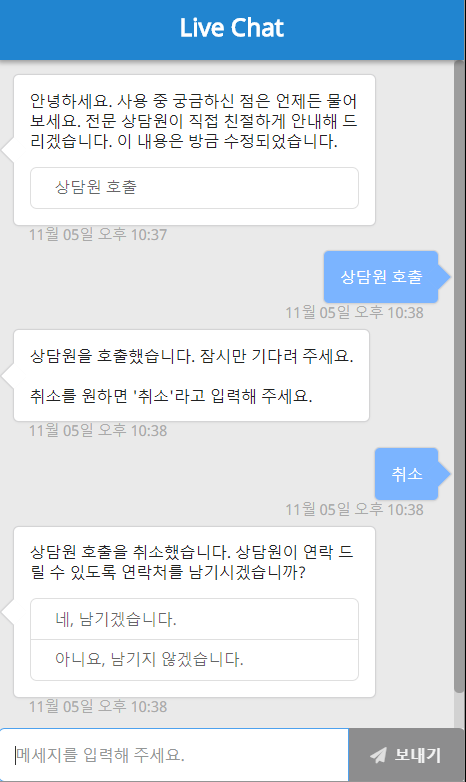 Live Chat
안녕하세요. 사용 중 궁금하신 점은 언제든 물어
보세요. 전문 상담원이 직접 친절하게 안내해 드
리겠습니다. 이 내용은 방금 수정되었습니다.
상담원 호출
11월 05일 오후 10:37
상담원 호출
11월 05일 오후 10:38
상담원을 호출했습니다. 잠시만 기다려 주세요.
취소를 원하면 '취소'라고 입력해 주세요.
11월 05일 오후 10:38
취소
11월 05일 오후 10:38
상담원 호출을 취소했습니다. 상담원이 연락 드
릴 수 있도록 연락처를 남기시겠습니까?
네, 남기겠습니다.
아니요, 남기지 않겠습니다.
11월 05일 오후 10:38
메세지를 입력해 주세요.
보내기